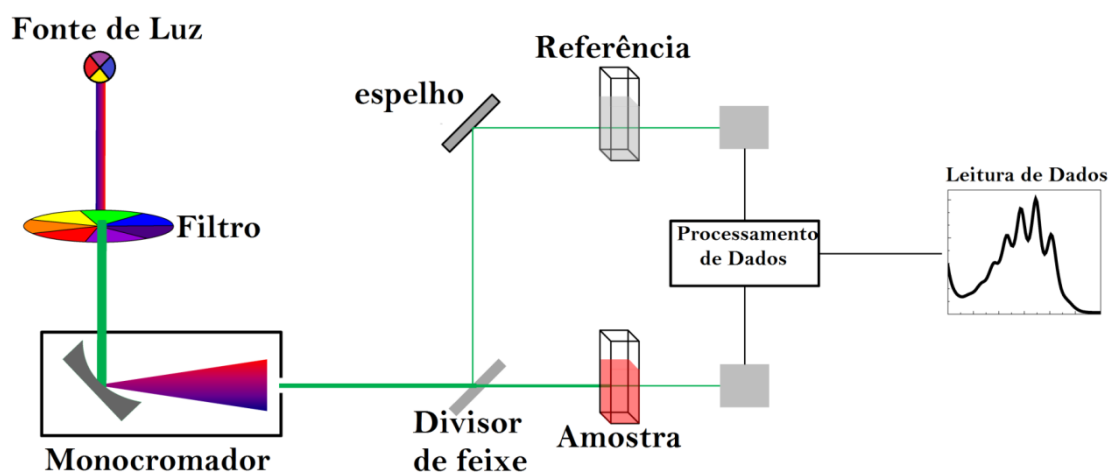 Fonte de Luz
Referência
espelho
Leitura de Dados
Filtro
Processamento
de Dados
Divisor
de feixe
Amostra
Monocromador